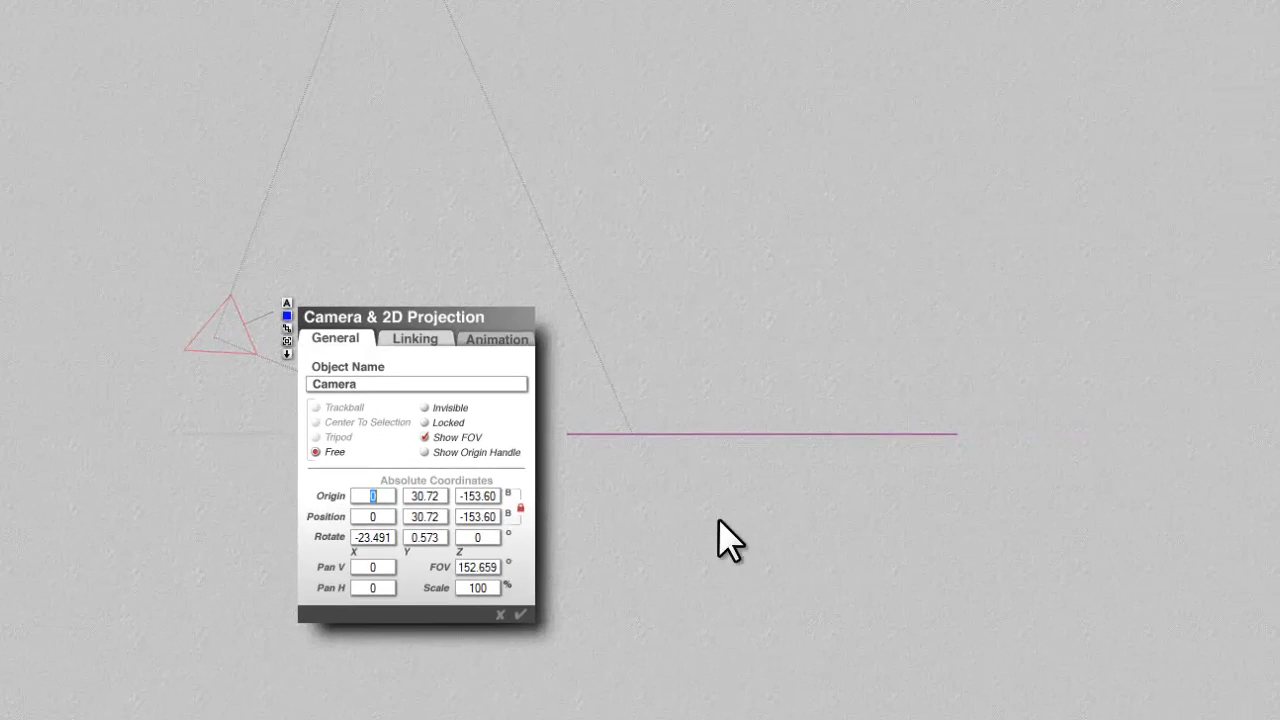 A
Camera & 2D Projection
General Linking Animation
Object Name
Camera
Trackball Invisible
Center To Selection Locked
Tripod Show FOV
Free Show Origin Handle
Absolute Coordinates
Origin 0 30.72 -153.60 B
Position 0 30.72 -153.60 B
Rotate -23.491 0.573 0 °
X Y Z
Pan V 0 FOV 152.659 °
Pan H 0 Scale 100 %